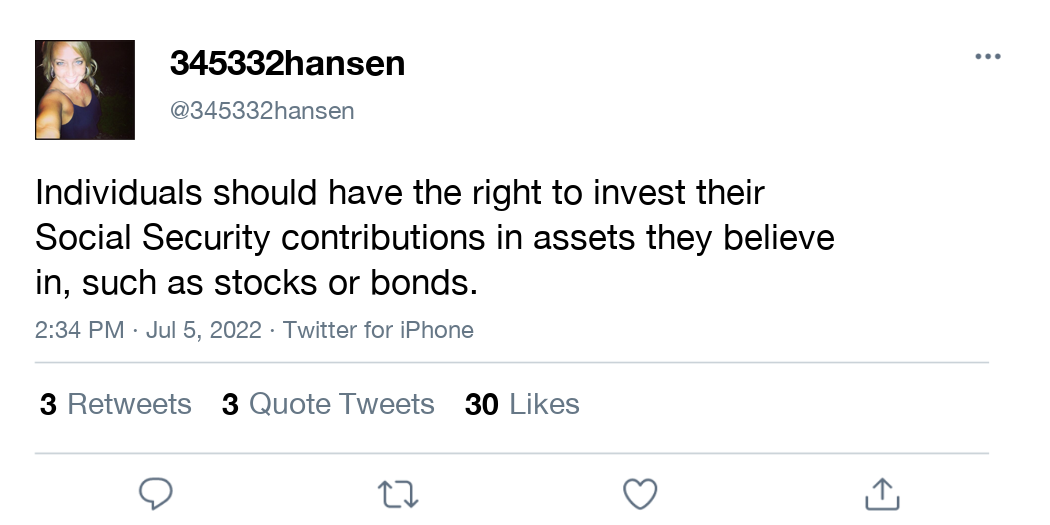 345332hansen
@345332hansen
Individuals should have the right to invest their
Social Security contributions in assets they believe
in, such as stocks or bonds.
2:34 PM · Jul 5, 2022 · Twitter for iPhone
3 Retweets 3 Quote Tweets 30 Likes